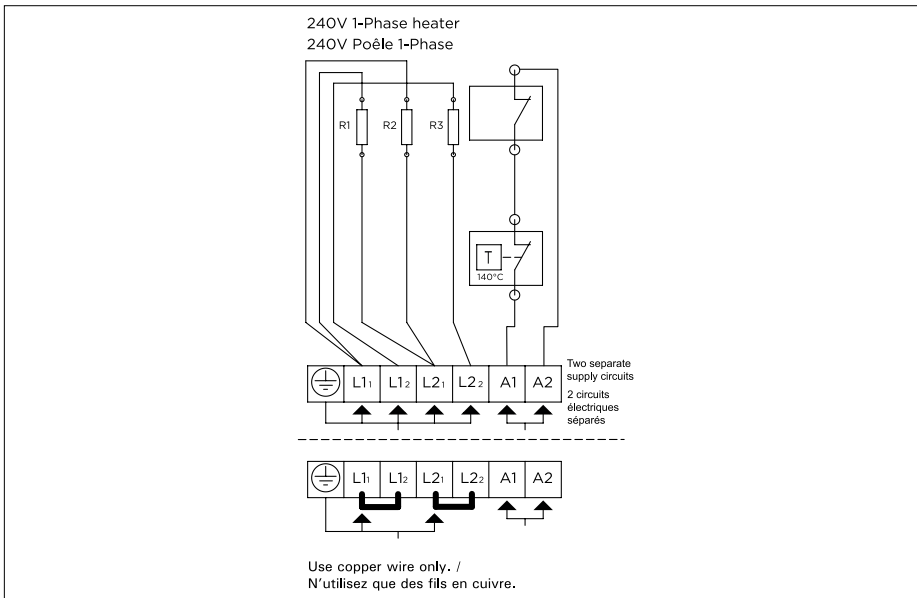 240V 1-Phase heater
240V Poêle 1-Phase
R1 R2 R3
T
140°C
L1₁ L1₂ L2₁ L2₂ A1 A2
Two separate
supply circuits
2 circuits
électriques
séparés
L1₁ L1₂ L2₁ L2₂ A1 A2
Use copper wire only. /
N'utilisez que des fils en cuivre.